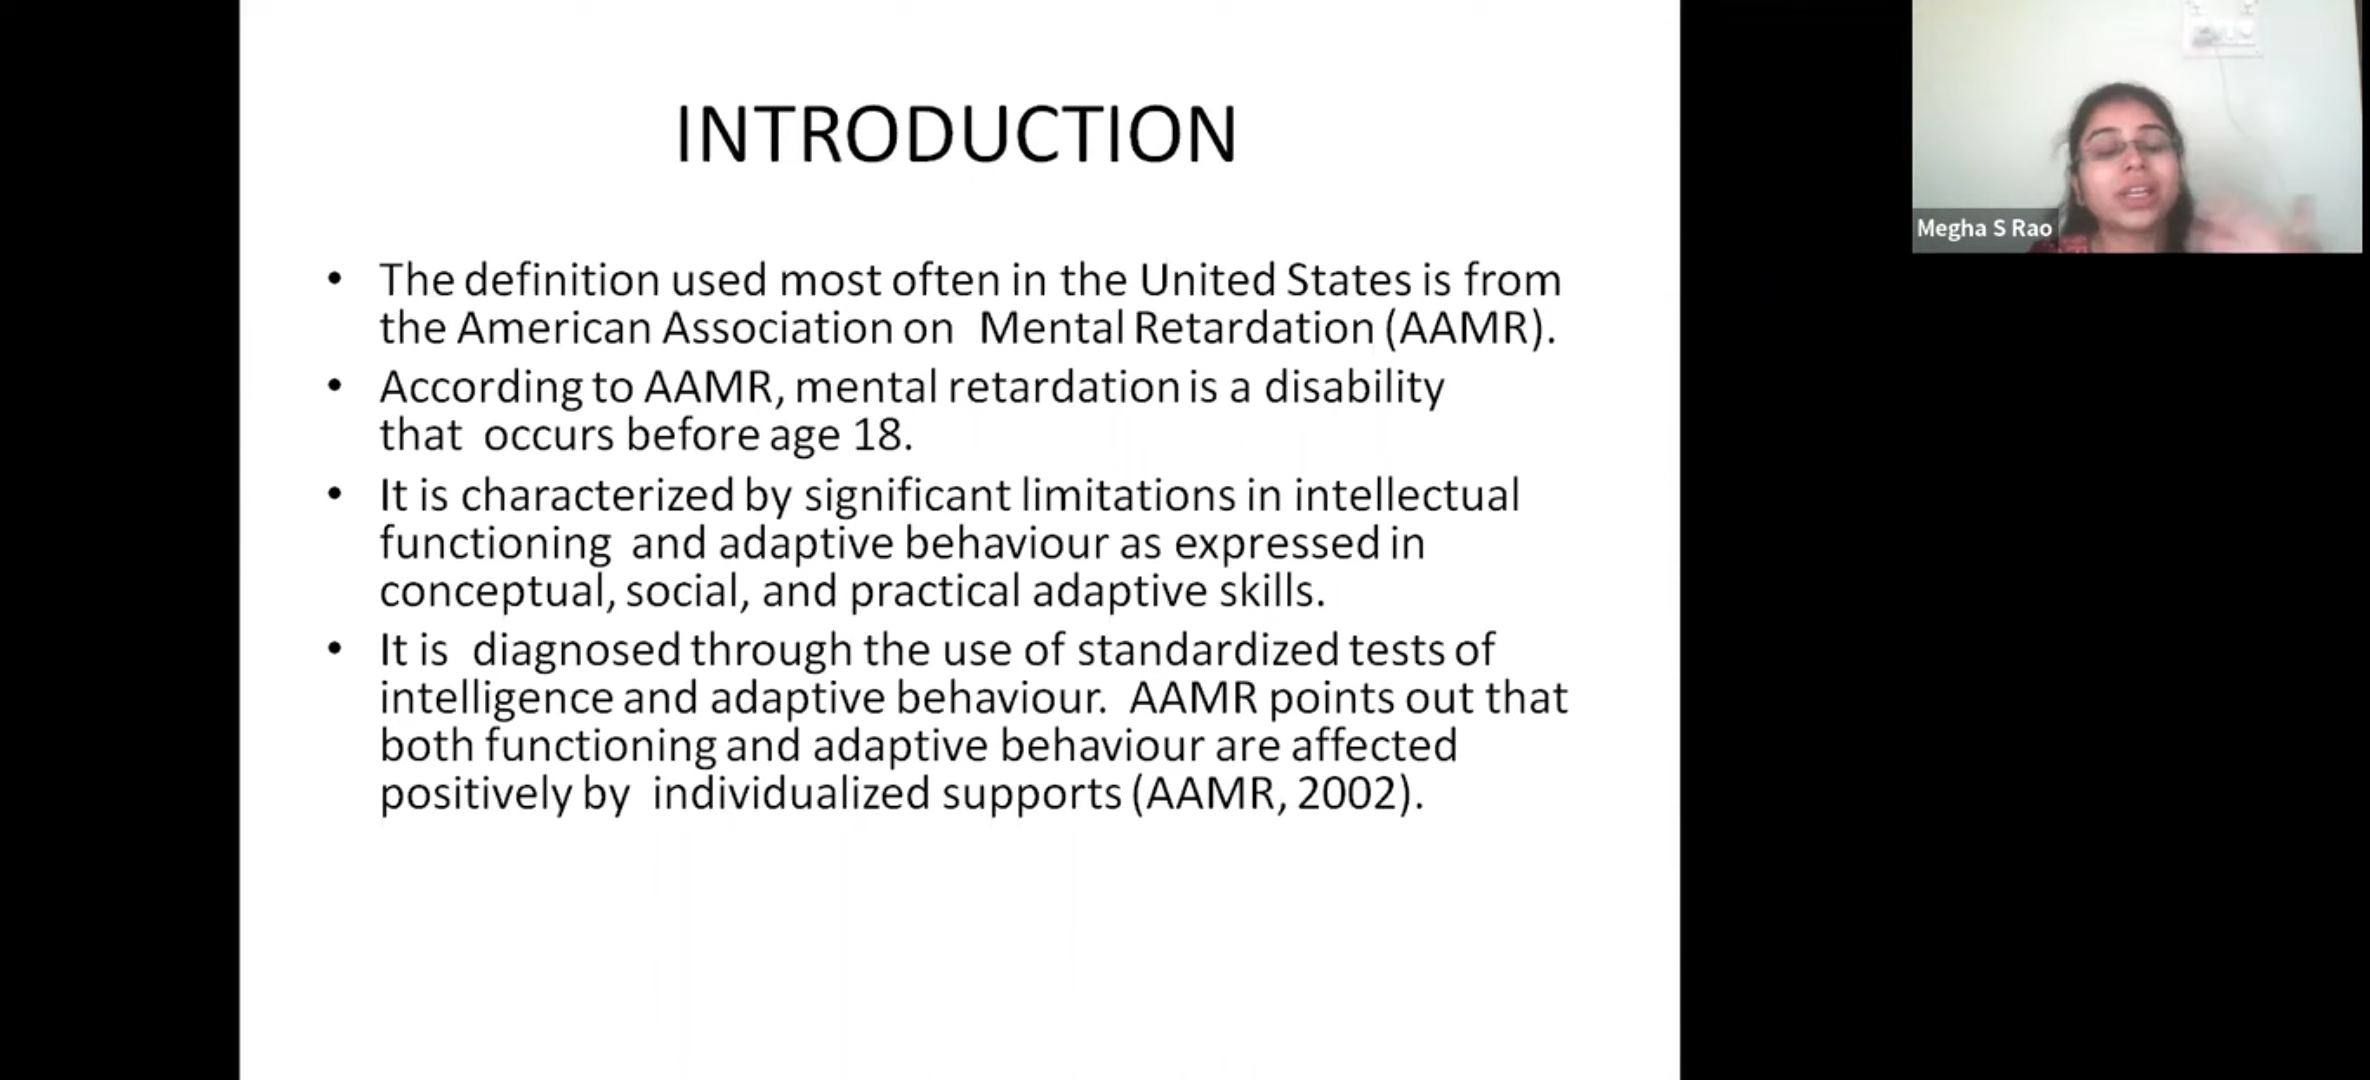 INTRODUCTION
• The definition used most often in the United States is from
the American Association on Mental Retardation (AAMR).
• According to AAMR, mental retardation is a disability
that occurs before age 18.
• It is characterized by significant limitations in intellectual
functioning and adaptive behaviour as expressed in
conceptual, social, and practical adaptive skills.
• It is diagnosed through the use of standardized tests of
intelligence and adaptive behaviour. AAMR points out that
both functioning and adaptive behaviour are affected
positively by individualized supports (AAMR, 2002).
Megha S Rao